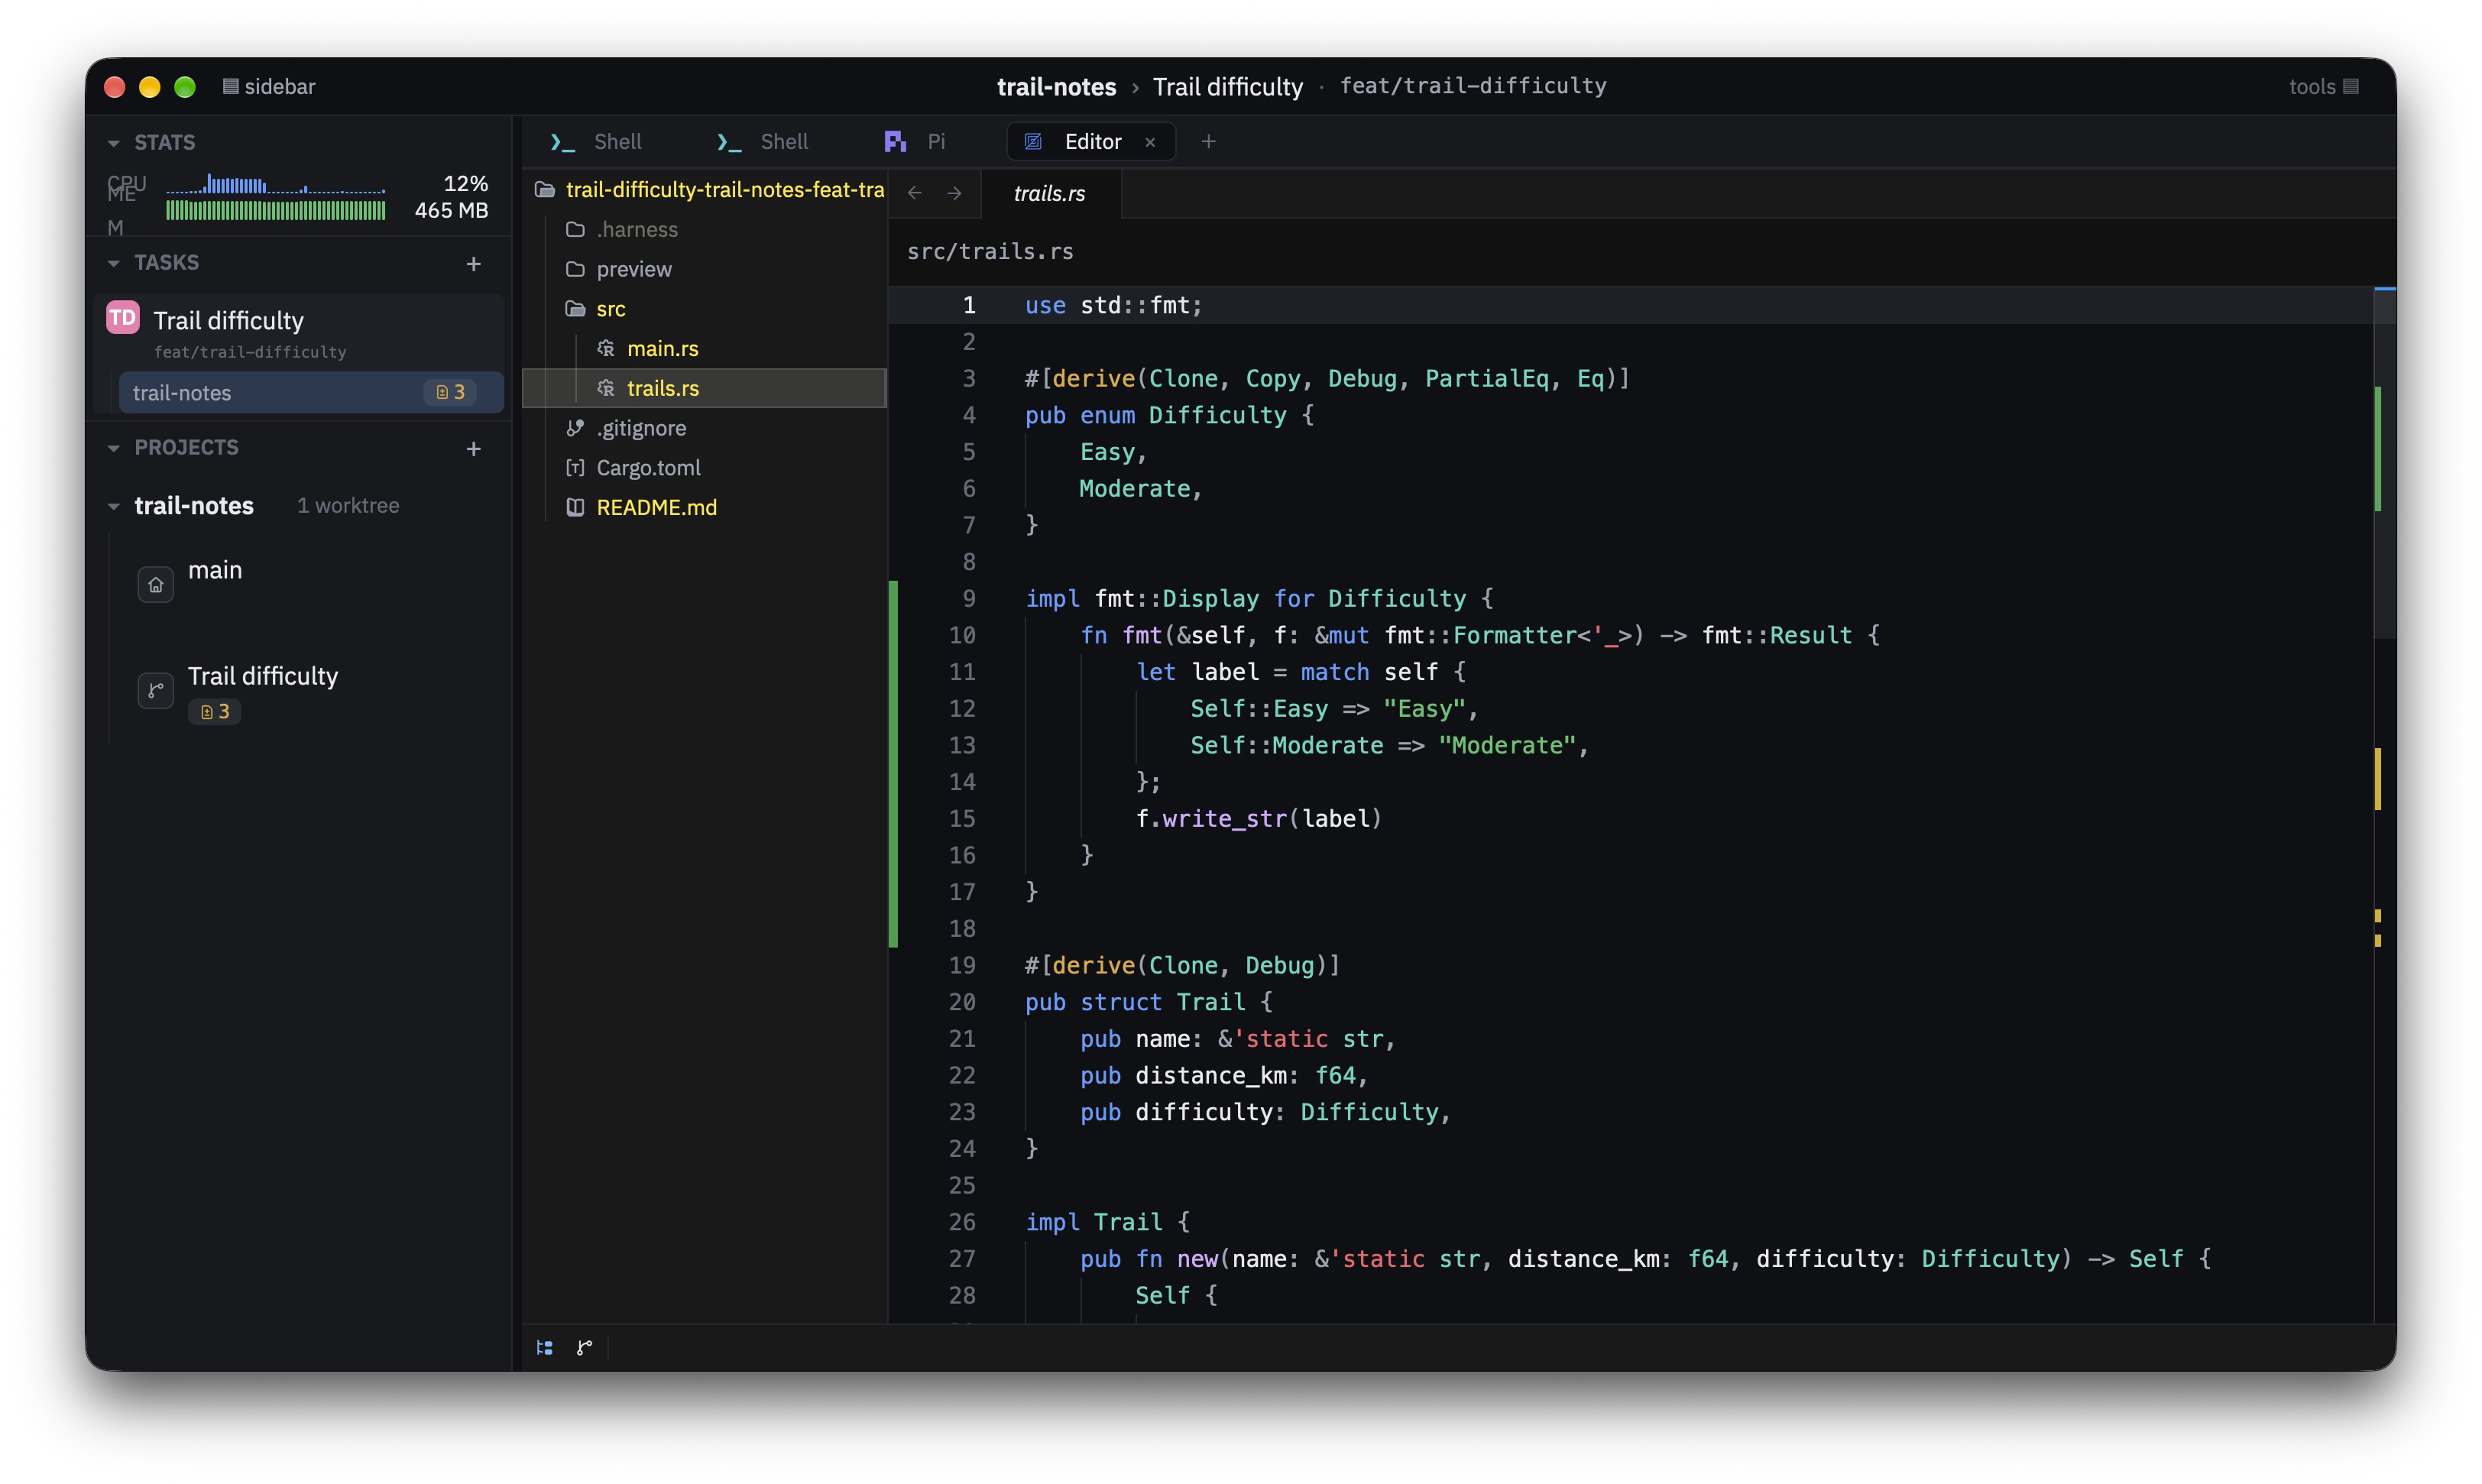 sidebar
trail-notes › Trail difficulty · feat/trail-difficulty
tools
STATS
CPU 12%
MEM 465 MB
TASKS +
TD Trail difficulty
feat/trail-difficulty
trail-notes 3
PROJECTS +
trail-notes 1 worktree
main
Trail difficulty
3
Shell
Shell
Pi
Editor × +
trail-difficulty-trail-notes-feat-tra
.harness
preview
src
main.rs
trails.rs
.gitignore
Cargo.toml
README.md
← → trails.rs
src/trails.rs
1 use std::fmt;
2
3 #[derive(Clone, Copy, Debug, PartialEq, Eq)]
4 pub enum Difficulty {
5     Easy,
6     Moderate,
7 }
8
9 impl fmt::Display for Difficulty {
10     fn fmt(&self, f: &mut fmt::Formatter<'_>) -> fmt::Result {
11         let label = match self {
12             Self::Easy => "Easy",
13             Self::Moderate => "Moderate",
14         };
15         f.write_str(label)
16     }
17 }
18
19 #[derive(Clone, Debug)]
20 pub struct Trail {
21     pub name: &'static str,
22     pub distance_km: f64,
23     pub difficulty: Difficulty,
24 }
25
26 impl Trail {
27     pub fn new(name: &'static str, distance_km: f64, difficulty: Difficulty) -> Self {
28         Self {